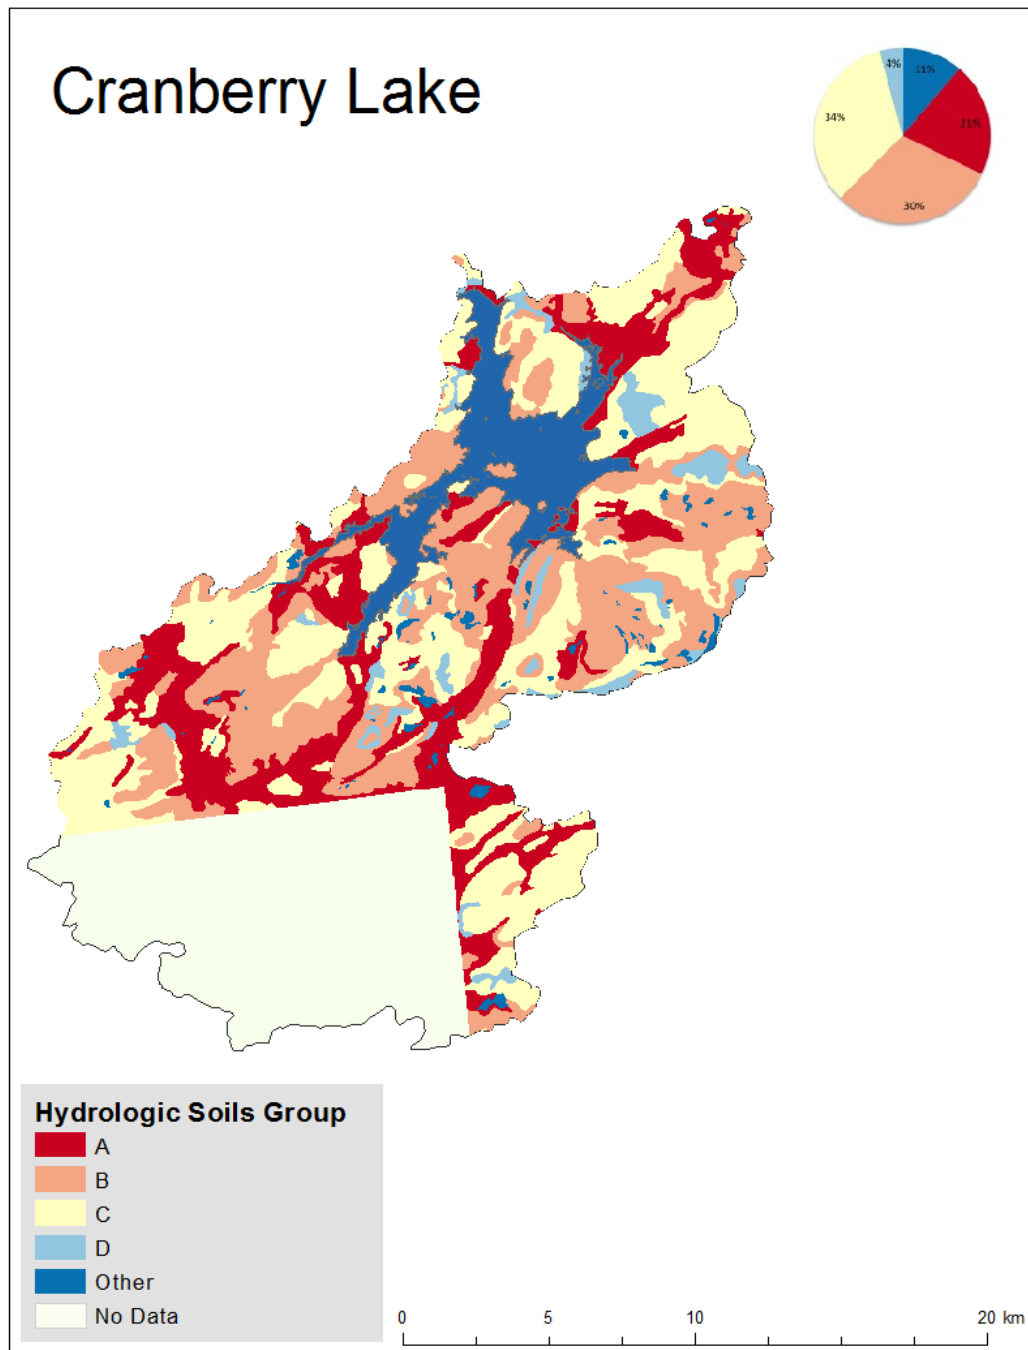 Cranberry Lake
4%
11%
34%
21%
30%
Hydrologic Soils Group
A
B
C
D
Other
No Data
0 5 10 20 km